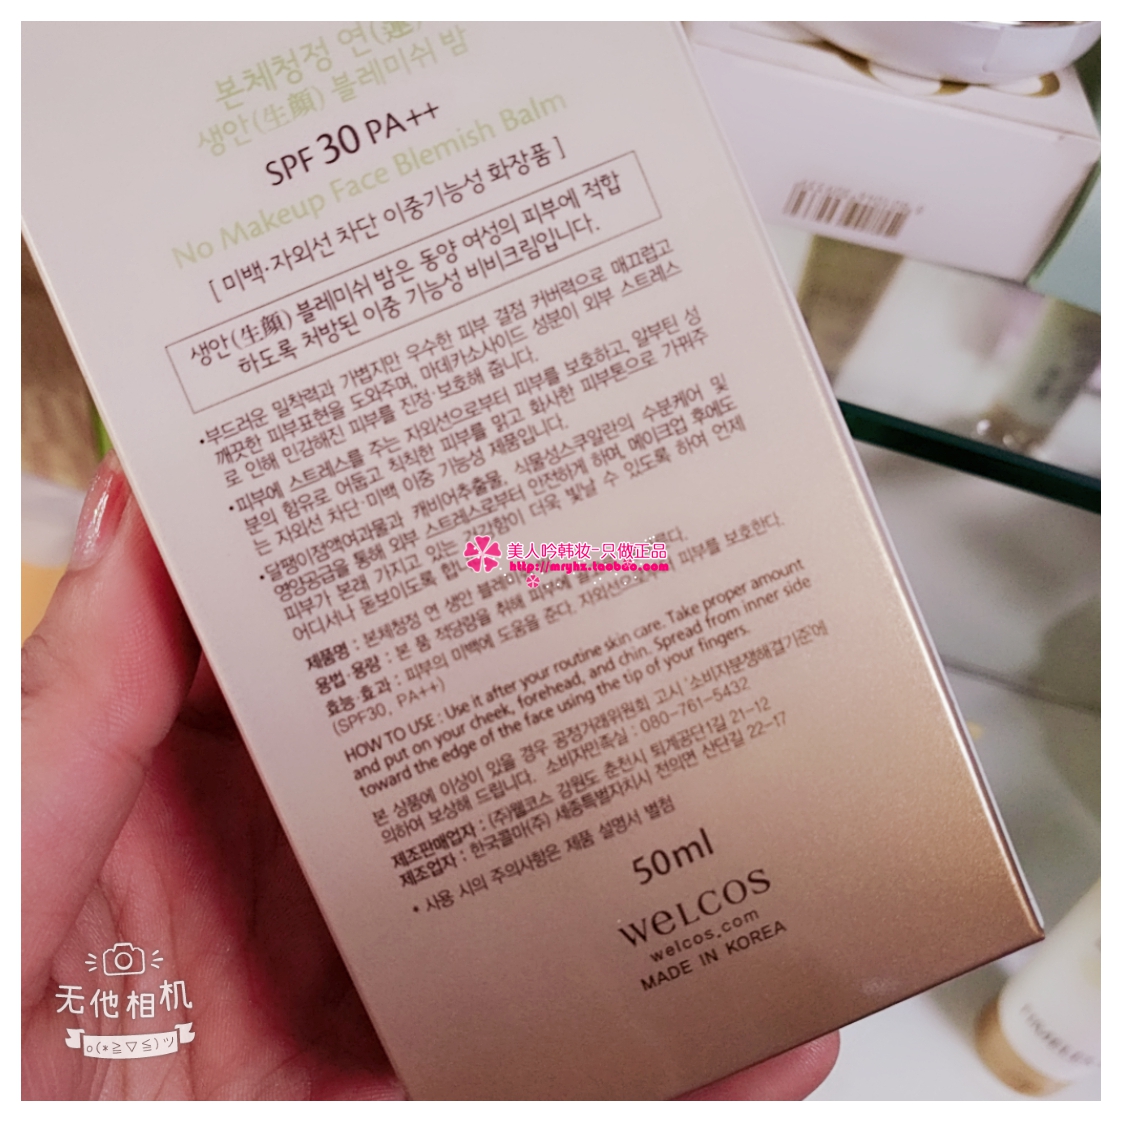 본체청정 연(蓮)
생안(生顔) 블레미쉬 밤
SPF 30 PA++
No Makeup Face Blemish Balm
[ 미백·자외선 차단 이중기능성 화장품 ]
생안(生顔) 블레미쉬 밤은 동양 여성의 피부에 적합
하도록 처방된 이중 기능성 비비크림입니다.
•부드러운 밀착력과 가볍지만 우수한 피부 결점 커버력으로 매끄럽고
깨끗한 피부표현을 도와주며, 마데카소사이드 성분이 외부 스트레스
로 인해 민감해진 피부를 진정·보호해 줍니다.
•피부에 스트레스를 주는 자외선으로부터 피부를 보호하고, 알부틴 성
분의 함유로 어둡고 칙칙한 피부를 맑고, 화사한 피부톤으로 가꿔주
는 자외선 차단·미백 이중 기능성 제품입니다.
•달팽이점액여과물과 캐비어추출물, 식물성스쿠알란의 수분케어 및
영양공급을 통해 외부 스트레스로부터 안전하게 하며, 메이크업 후에도
피부가 본래 가지고 있는 민감함이 더욱 빛날 수 있도록 하여 언제
어디서나 돋보이도록 합니
제품명 : 본체청정 연 생안 블레미
용법·용량 : 본 품 적당량을 취해 피부에
효능·효과 : 피부의 미백에 도움을 준다. 자외선으로부터 피부를 보호한다.
(SPF30, PA++)
HOW TO USE : Use it after your routine skin care. Take proper amount
and put on your cheek, forehead, and chin. Spread from inner side
toward the edge of the face using the tip of your fingers.
본 상품에 이상이 있을 경우 공정거래위원회 고시 '소비자분쟁해결기준'에
의하여 보상해 드립니다. 소비자만족실 : 080-761-5432
제조판매업자 : (주)웰코스 강원도 춘천시 퇴계공단1길 21-12
제조업자 : 한국콜마(주) 세종특별자치시 전의면 산단길 22-17
* 사용 시의 주의사항은 제품 설명서 별첨
50ml
WELCOS
welcos.com
MADE IN KOREA
美人吟韩妆-只做正品
http://mryhz.taobao.com
无他相机
o(*≧▽≦)ツ